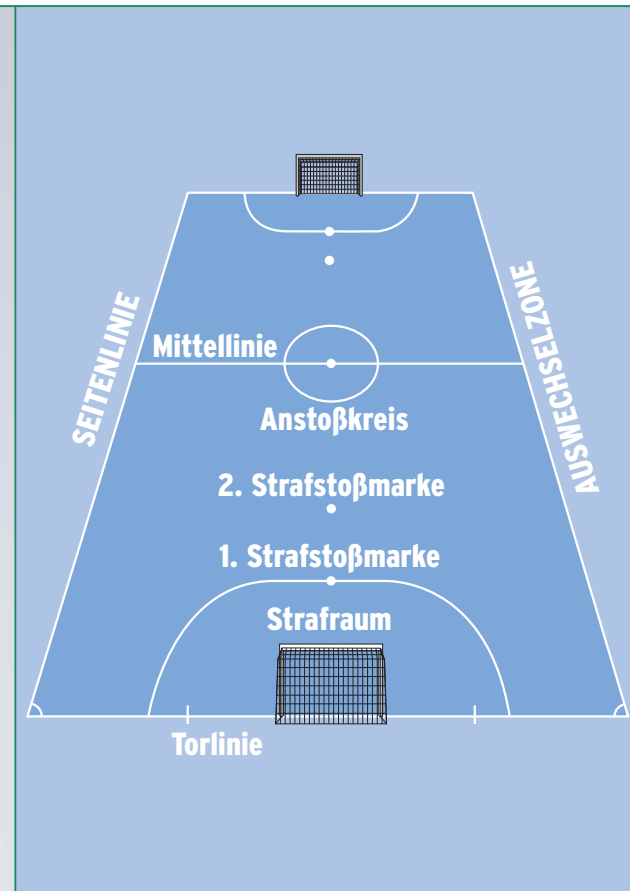 SEITENLINIE
AUSWECHSELZONE
Mittellinie
Anstoßkreis
2. Strafstoßmarke
1. Strafstoßmarke
Strafraum
Torlinie